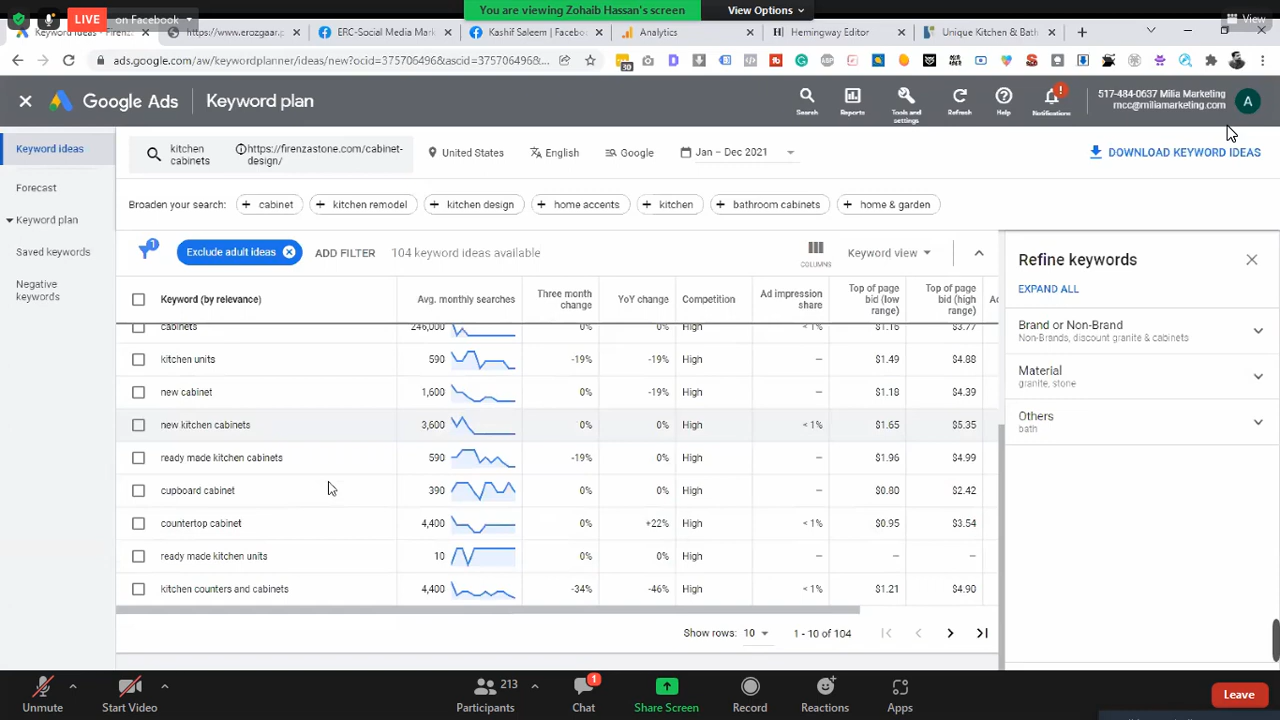 You are viewing Zohaib Hassan's screen
View Options
LIVE on Facebook
View
Keyword Ideas - Firenz
https://www.erozgaar.p
ERC-Social Media Mark
Kashif Saleem | Facebo
Analytics
Hemingway Editor
Unique Kitchen & Bath
ads.google.com/aw/keywordplanner/ideas/new?ocid=375706496&ascid=375706496&...
Google Ads
Keyword plan
Search
Reports
Tools and settings
Refresh
Help
Notifications
517-484-0637 Milia Marketing
mcc@miliamarketing.com
A
Keyword ideas
Forecast
Keyword plan
Saved keywords
Negative keywords
kitchen cabinets
https://firenzastone.com/cabinet-design/
United States
English
Google
Jan – Dec 2021
DOWNLOAD KEYWORD IDEAS
Broaden your search:
cabinet
kitchen remodel
kitchen design
home accents
kitchen
bathroom cabinets
home & garden
1
Exclude adult ideas
ADD FILTER
104 keyword ideas available
COLUMNS
Keyword view
Keyword (by relevance) Avg. monthly searches Three month change YoY change Competition Ad impression share Top of page bid (low range) Top of page bid (high range)
cabinets 246,000 0% 0% High < 1% $1.16 $3.77
kitchen units 590 -19% -19% High – $1.49 $4.88
new cabinet 1,600 0% -19% High – $1.18 $4.39
new kitchen cabinets 3,600 0% 0% High < 1% $1.65 $5.35
ready made kitchen cabinets 590 -19% 0% High – $1.96 $4.99
cupboard cabinet 390 0% 0% High – $0.80 $2.42
countertop cabinet 4,400 0% +22% High < 1% $0.95 $3.54
ready made kitchen units 10 0% 0% High – – –
kitchen counters and cabinets 4,400 -34% -46% High < 1% $1.21 $4.90
Show rows: 10
1 - 10 of 104
Refine keywords
EXPAND ALL
Brand or Non-Brand
Non-Brands, discount granite & cabinets
Material
granite, stone
Others
bath
Unmute
Start Video
213
Participants
1
Chat
Share Screen
Record
Reactions
Apps
Leave